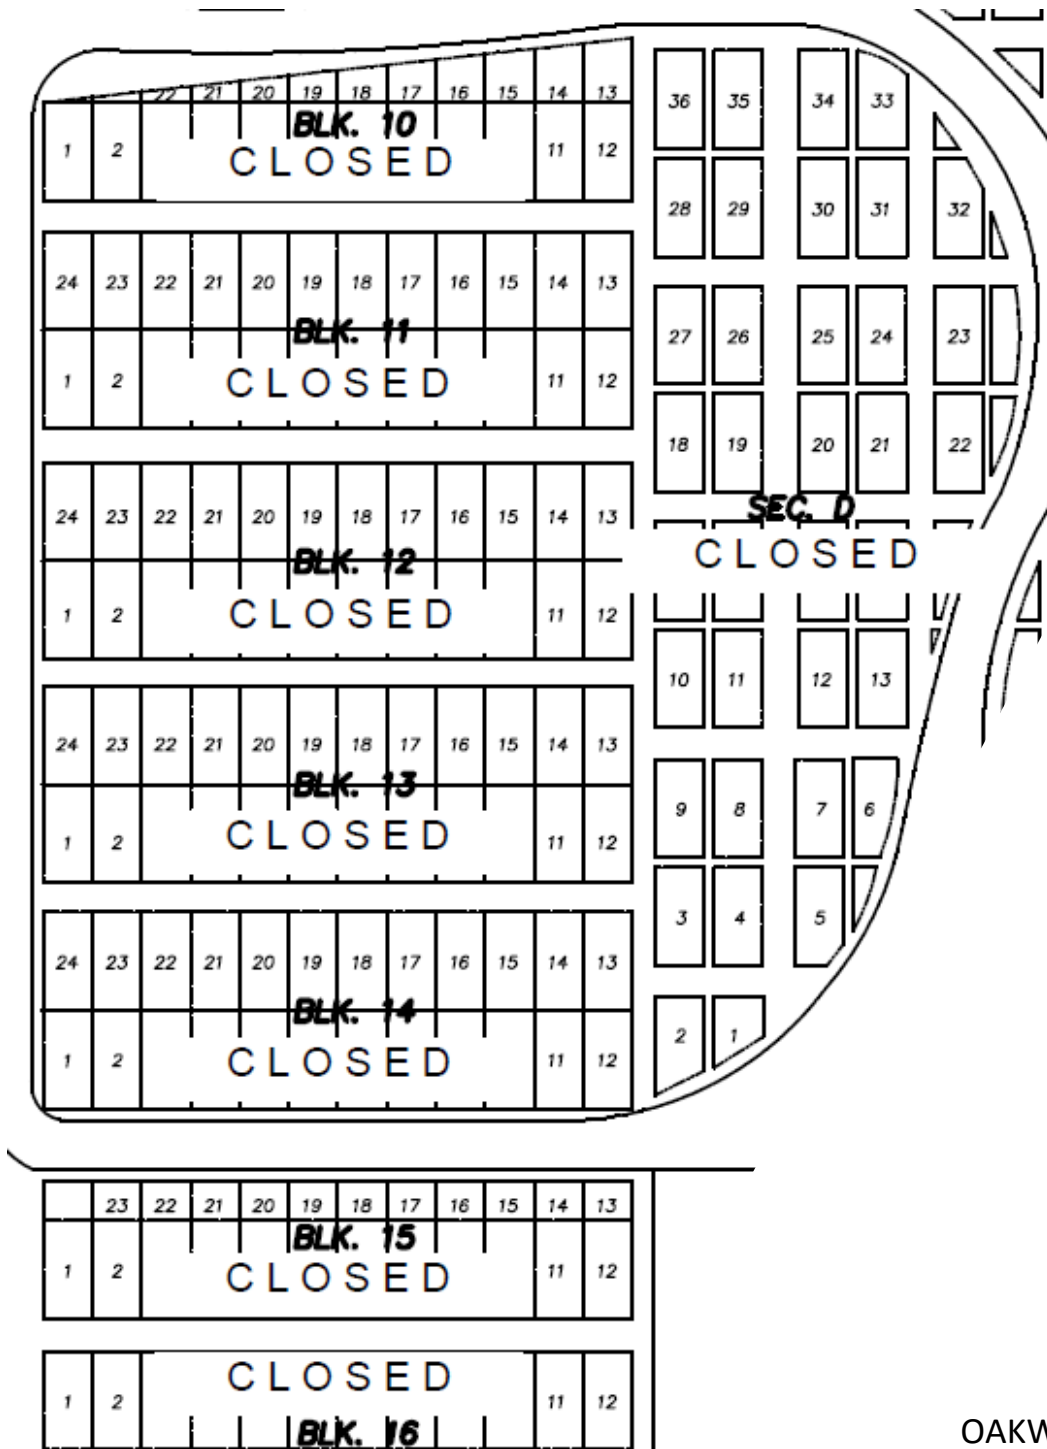 22 21 20 19 18 17 16 15 14 13
BLK. 10
1 2 CLOSED 11 12
24 23 22 21 20 19 18 17 16 15 14 13
BLK. 11
1 2 CLOSED 11 12
24 23 22 21 20 19 18 17 16 15 14 13
BLK. 12
1 2 CLOSED 11 12
24 23 22 21 20 19 18 17 16 15 14 13
BLK. 13
1 2 CLOSED 11 12
24 23 22 21 20 19 18 17 16 15 14 13
BLK. 14
1 2 CLOSED 11 12
23 22 21 20 19 18 17 16 15 14 13
BLK. 15
1 2 CLOSED 11 12
CLOSED
1 2 11 12
BLK. 16
36 35 34 33
28 29 30 31 32
27 26 25 24 23
18 19 20 21 22
SEC. D
CLOSED
10 11 12 13
9 8 7 6
3 4 5
2 1
OAKW